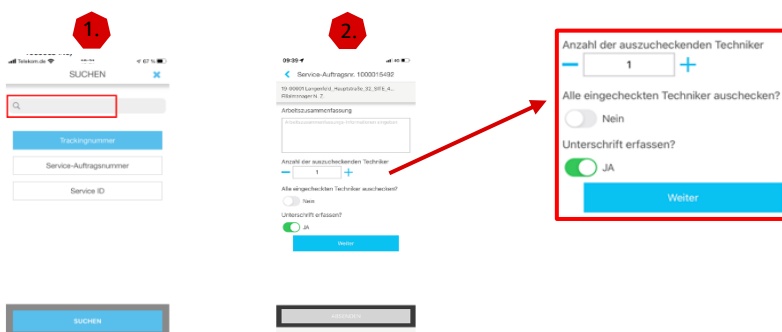 1.
Telekom.de
67 %
SUCHEN
Trackingnummer
Service-Auftragsnummer
Service ID
SUCHEN
2.
09:39
4G
Service-Auftragsnr. 1000015492
Arbeitszusammenfassung
Anzahl der auszucheckenden Techniker
1
Alle eingecheckten Techniker auschecken?
Nein
Unterschrift erfassen?
JA
Weiter
Anzahl der auszucheckenden Techniker
1
Alle eingecheckten Techniker auschecken?
Nein
Unterschrift erfassen?
JA
Weiter